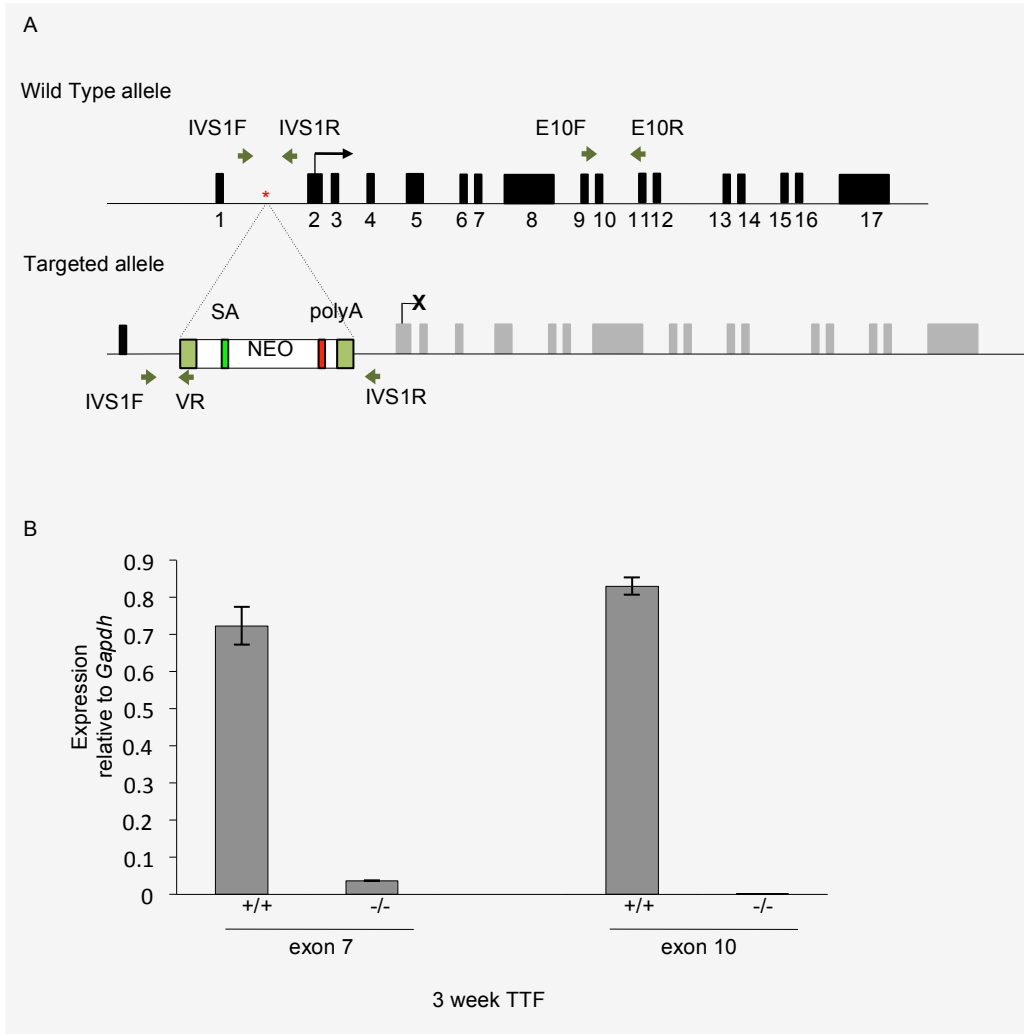 A
Wild Type allele
IVS1F IVS1R E10F E10R
*
1 2 3 4 5 6 7 8 9 10 11 12 13 14 15 16 17
Targeted allele
SA polyA X
NEO
IVS1F VR IVS1R
B
Expression
relative to Gapdh
0.9
0.8
0.7
0.6
0.5
0.4
0.3
0.2
0.1
0
+/+ -/- +/+ -/-
exon 7 exon 10
3 week TTF